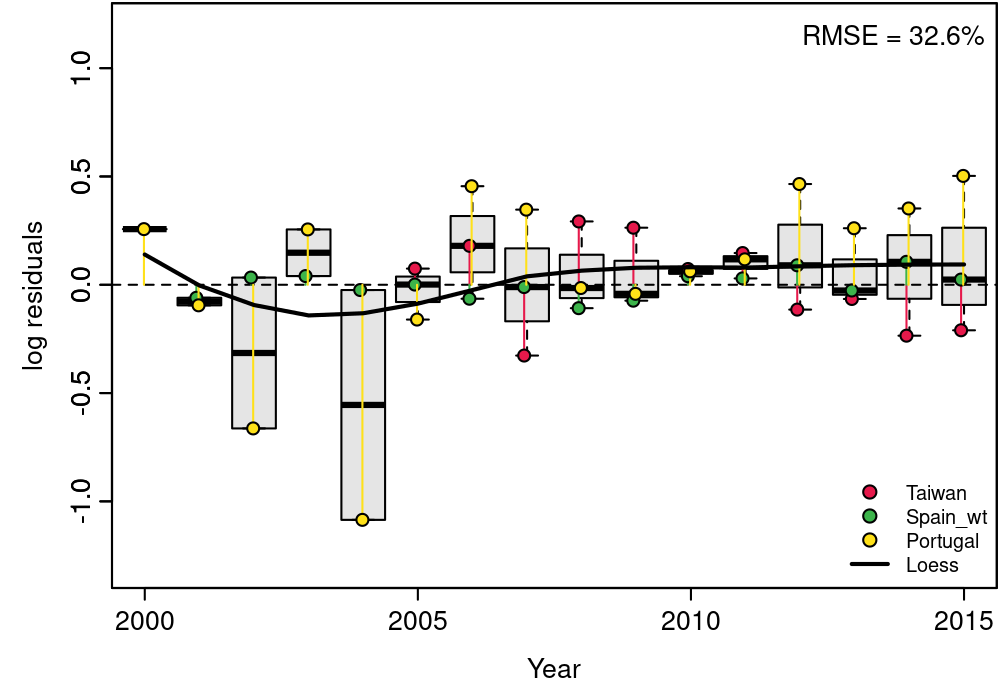 RMSE = 32.6%
1.0
0.5
0.0
-0.5
-1.0
log residuals
Taiwan
Spain_wt
Portugal
Loess
2000 2005 2010 2015
Year